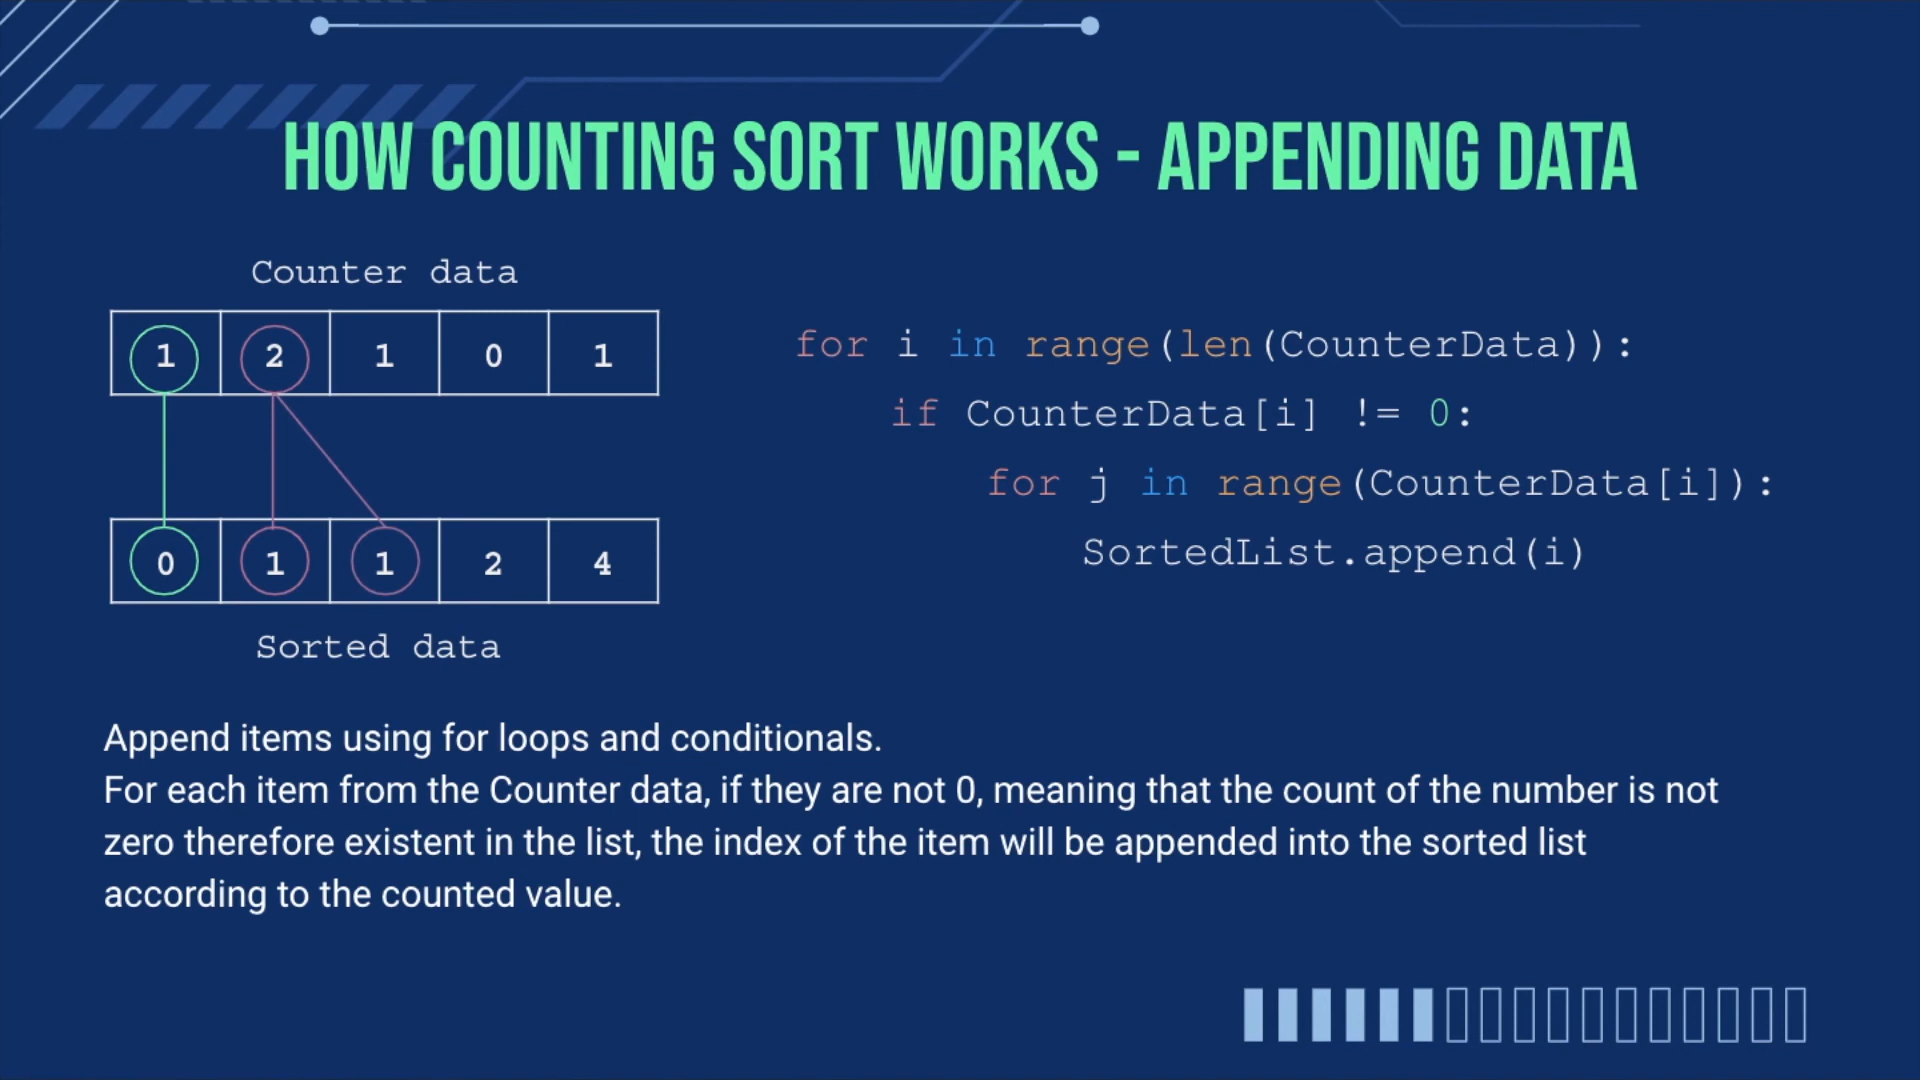 HOW COUNTING SORT WORKS - APPENDING DATA
Counter data
1 2 1 0 1
0 1 1 2 4
Sorted data
for i in range(len(CounterData)):
if CounterData[i] != 0:
for j in range(CounterData[i]):
SortedList.append(i)
Append items using for loops and conditionals.
For each item from the Counter data, if they are not 0, meaning that the count of the number is not
zero therefore existent in the list, the index of the item will be appended into the sorted list
according to the counted value.